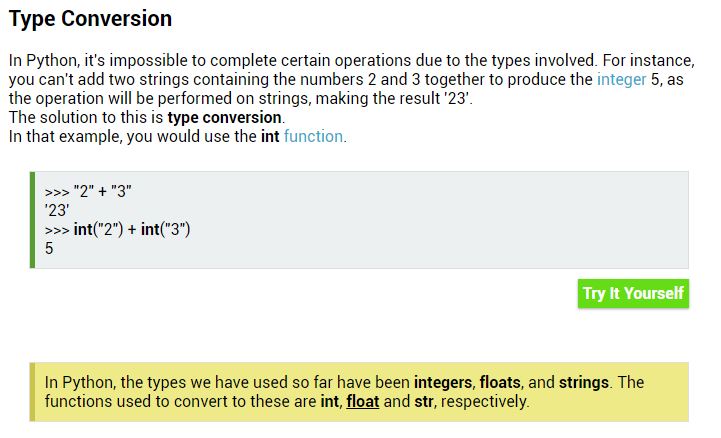 Type Conversion
In Python, it's impossible to complete certain operations due to the types involved. For instance,
you can't add two strings containing the numbers 2 and 3 together to produce the integer 5, as
the operation will be performed on strings, making the result '23'.
The solution to this is type conversion.
In that example, you would use the int function.
>>> "2" + "3"
'23'
>>> int("2") + int("3")
5
Try It Yourself
In Python, the types we have used so far have been integers, floats, and strings. The
functions used to convert to these are int, float and str, respectively.